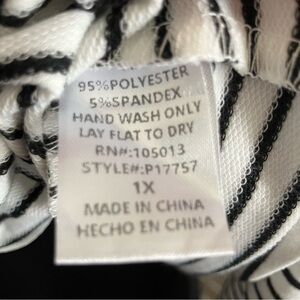 95%POLYESTER
5%SPANDEX
HAND WASH ONLY
LAY FLAT TO DRY
RN#:105013
STYLE#:P17757
1X
MADE IN CHINA
HECHO EN CHINA